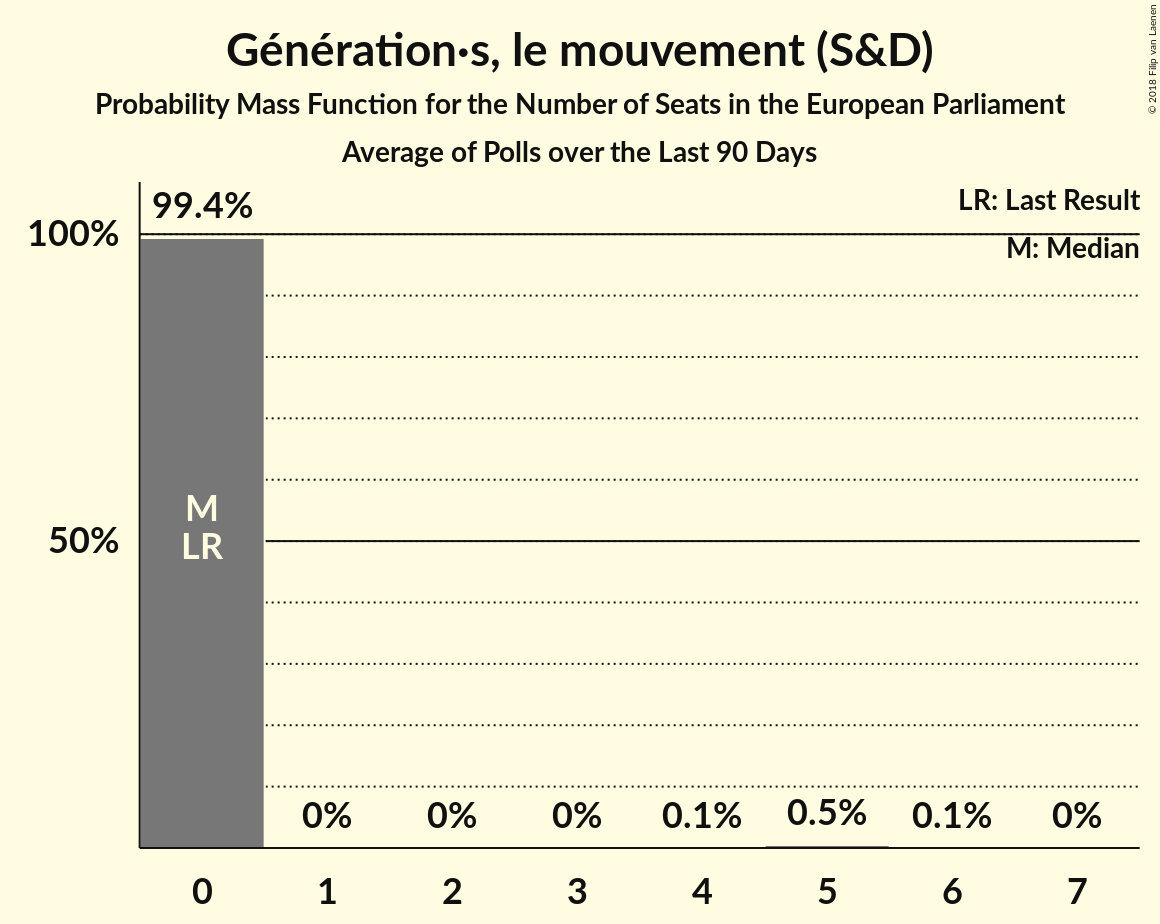 Génération·s, le mouvement (S&D)
Probability Mass Function for the Number of Seats in the European Parliament
Average of Polls over the Last 90 Days
© 2018 Filip van Laenen
LR: Last Result
M: Median
99.4%
100%
50%
M
LR
0% 0% 0% 0.1% 0.5% 0.1% 0%
0 1 2 3 4 5 6 7